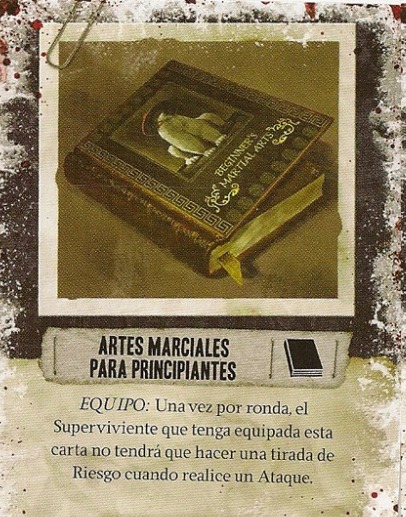 BEGINNER'S
MARTIAL ARTS
ARTES MARCIALES
PARA PRINCIPIANTES
EQUIPO: Una vez por ronda, el
Superviviente que tenga equipada esta
carta no tendrá que hacer una tirada de
Riesgo cuando realice un Ataque.